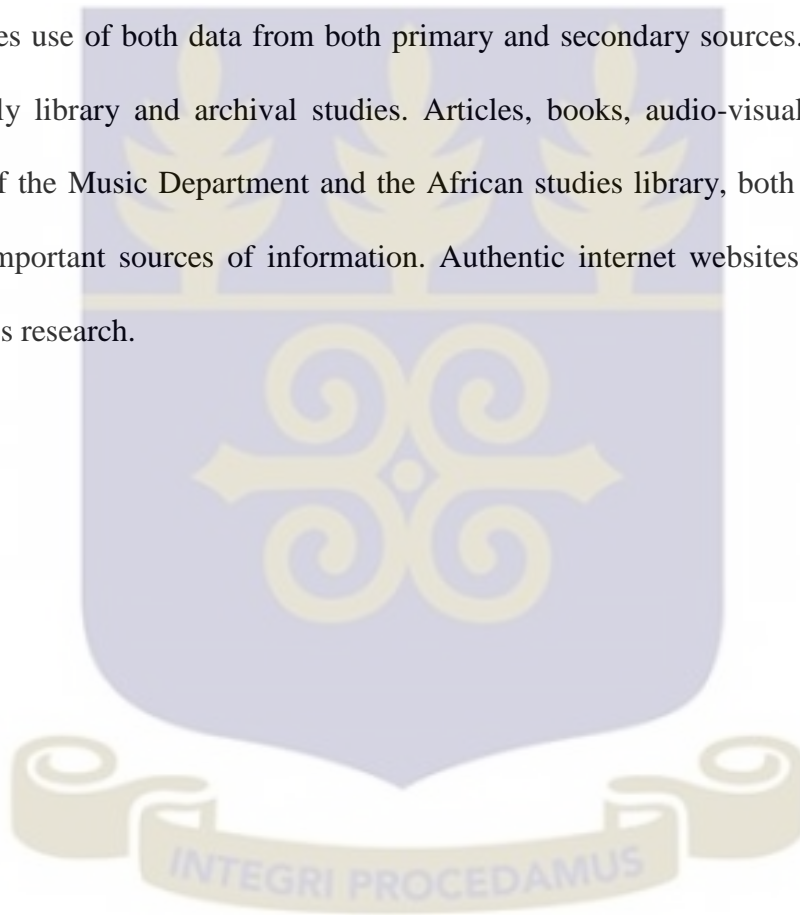 es use of both data from both primary and secondary sources.
ly library and archival studies. Articles, books, audio-visual
f the Music Department and the African studies library, both
mportant sources of information. Authentic internet websites
s research.
INTEGRI PROCEDAMUS